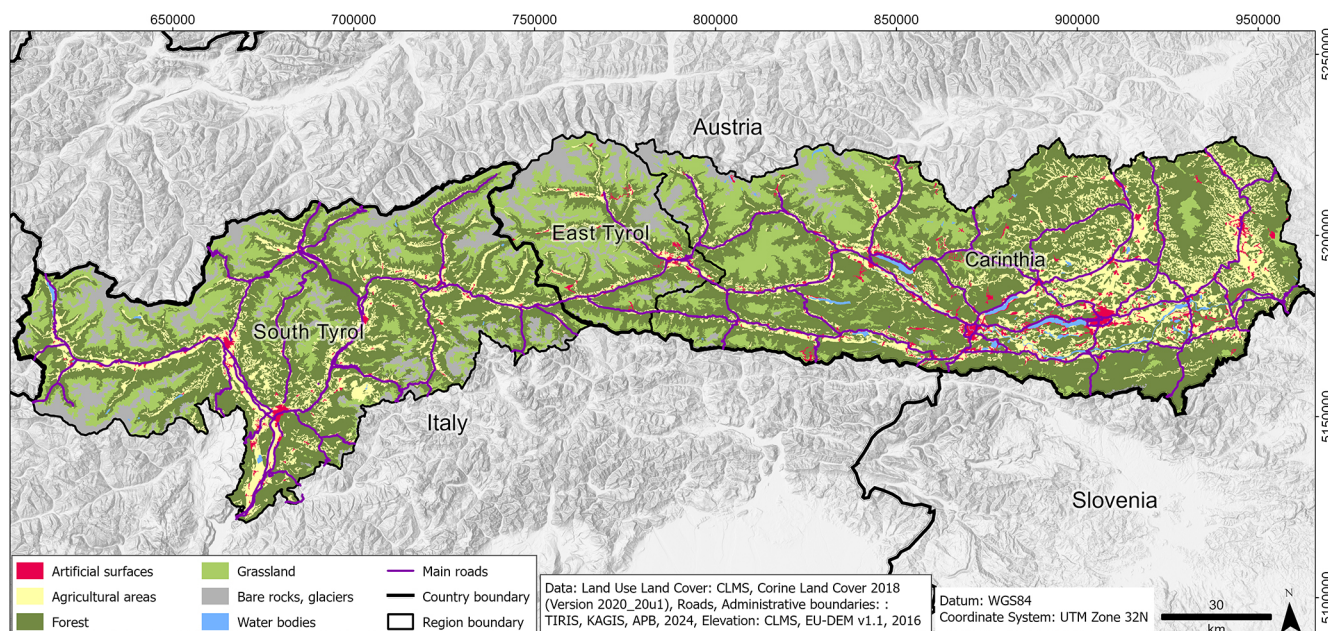 650000 700000 750000 800000 850000 900000 950000
5250000
Austria
East Tyrol
5200000
Carinthia
South Tyrol
Italy
5150000
Slovenia
Artificial surfaces
Agricultural areas
Forest
Grassland
Bare rocks, glaciers
Water bodies
Main roads
Country boundary
Region boundary
Data: Land Use Land Cover: CLMS, Corine Land Cover 2018
(Version 2020_20u1), Roads, Administrative boundaries: :
TIRIS, KAGIS, APB, 2024, Elevation: CLMS, EU-DEM v1.1, 2016
Datum: WGS84
Coordinate System: UTM Zone 32N
30
km
N
5100000